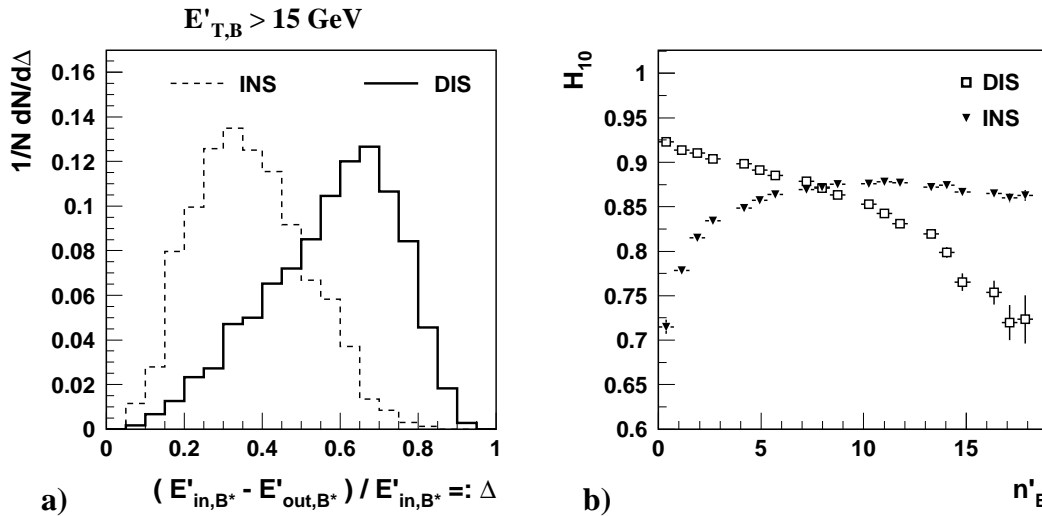 E'T,B > 15 GeV
1/N dN/dΔ
0.16
0.14
0.12
0.1
0.08
0.06
0.04
0.02
0
INS
DIS
0 0.2 0.4 0.6 0.8 1
( E'in,B* - E'out,B* ) / E'in,B* =: Δ
a)
H10
1
0.95
0.9
0.85
0.8
0.75
0.7
0.65
0.6
DIS
INS
0 5 10 15
n'B
b)